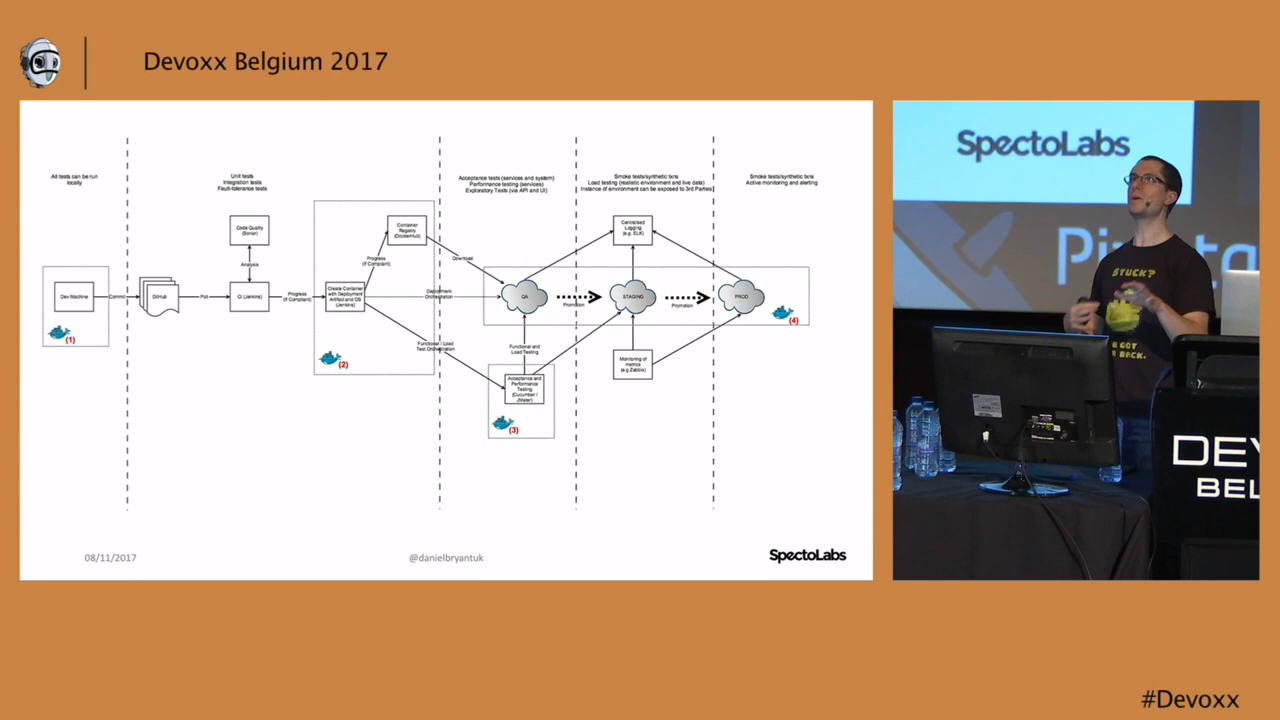 Devoxx Belgium 2017
All tests can be run
locally
Unit tests
Integration tests
Fault-tolerance tests
Acceptance tests (services and system)
Performance testing (services)
Exploratory Tests (via API and UI)
Smoke tests/synthetic txns
Load testing (realistic environment and live data)
Instance of environment can be exposed to 3rd Parties
Smoke tests/synthetic txns
Active monitoring and alerting
Code Quality
(Sonar)
Container
Registry
(DockerHub)
Centralised
Logging
(e.g. ELK)
Analysis
Progress
(if Compliant)
Download
Dev Machine
Commit
GitHub
Poll
CI (Jenkins)
Progress
(if Compliant)
Create Container
with Deployment
Artifact and OS
(Jenkins)
Deployment
Orchestration
QA
Promotion
STAGING
Promotion
PROD
(1)
(2)
(4)
Functional / Load
Test Orchestration
Functional and
Load Testing
Monitoring of
metrics
(e.g Zabbix)
Acceptance and
Performance
Testing
(Cucumber /
JMeter)
(3)
08/11/2017
@danielbryantuk
SpectoLabs
SpectoLabs
STUCK?
GOT
BACK.
DEV
BEL
#Devoxx